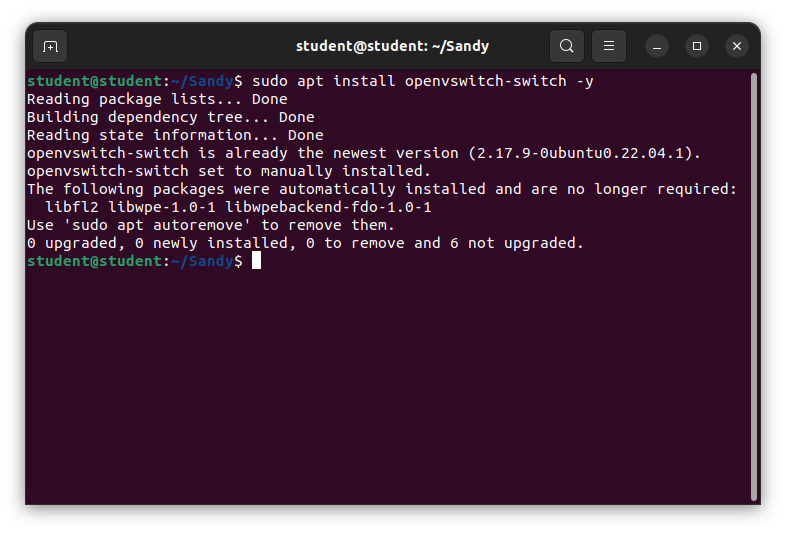 student@student: ~/Sandy
student@student:~/Sandy$ sudo apt install openvswitch-switch -y
Reading package lists... Done
Building dependency tree... Done
Reading state information... Done
openvswitch-switch is already the newest version (2.17.9-0ubuntu0.22.04.1).
openvswitch-switch set to manually installed.
The following packages were automatically installed and are no longer required:
  libfl2 libwpe-1.0-1 libwpebackend-fdo-1.0-1
Use 'sudo apt autoremove' to remove them.
0 upgraded, 0 newly installed, 0 to remove and 6 not upgraded.
student@student:~/Sandy$